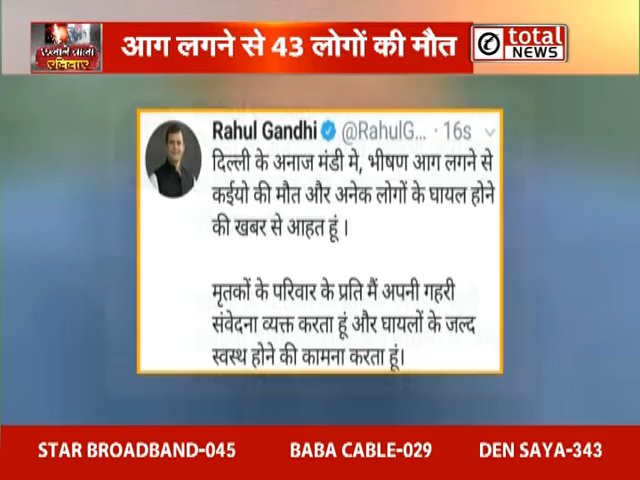 रुलाने वाला
रविवार
आग लगने से 43 लोगों की मौत
total
NEWS
Rahul Gandhi @RahulG... · 16s
दिल्ली के अनाज मंडी मे, भीषण आग लगने से
कईयो की मौत और अनेक लोगों के घायल होने
की खबर से आहत हूं ।
मृतकों के परिवार के प्रति मैं अपनी गहरी
संवेदना व्यक्त करता हूं और घायलों के जल्द
स्वस्थ होने की कामना करता हूं।
STAR BROADBAND-045 BABA CABLE-029 DEN SAYA-343